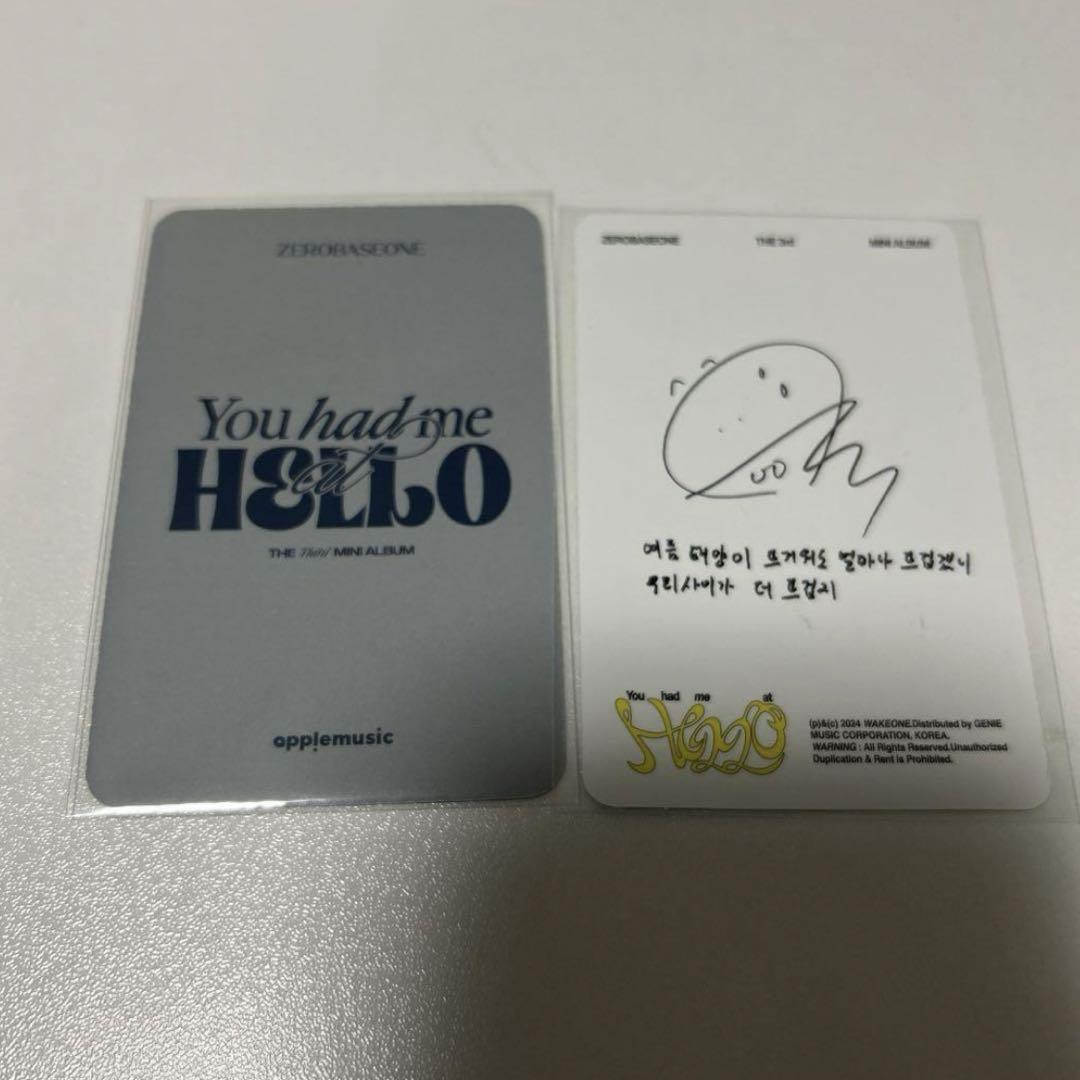 ZEROBASEONE
You had me
at
HELLO
THE Third MINI ALBUM
app!emusic
ZEROBASEONE THE 3rd MINI ALBUM
여름 태양이 뜨거워도 얼마나 뜨겁겠니
우리사이가 더 뜨겁지
You had me at
HELLO
(p)&(c) 2024 WAKEONE.Distributed by GENIE
MUSIC CORPORATION, KOREA.
WARNING : All Rights Reserved.Unauthorized
Duplication & Rent is Prohibited.